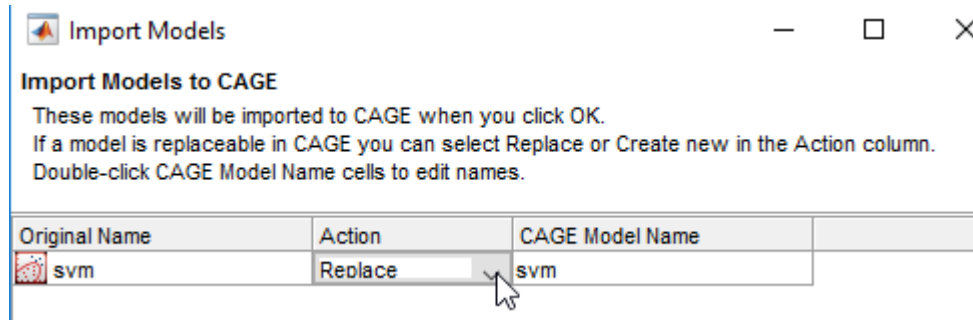 Import Models
Import Models to CAGE
These models will be imported to CAGE when you click OK.
If a model is replaceable in CAGE you can select Replace or Create new in the Action column.
Double-click CAGE Model Name cells to edit names.
Original Name Action CAGE Model Name
svm Replace svm